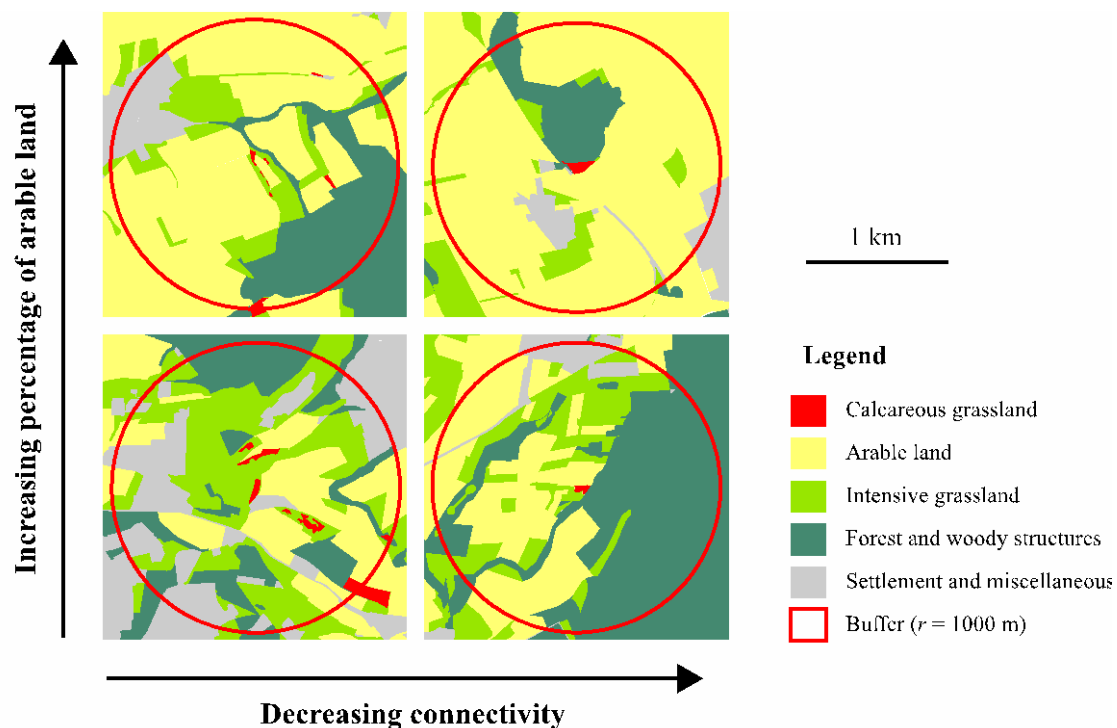 Increasing percentage of arable land
1 km
Legend
Calcareous grassland
Arable land
Intensive grassland
Forest and woody structures
Settlement and miscellaneous
Buffer (r = 1000 m)
Decreasing connectivity